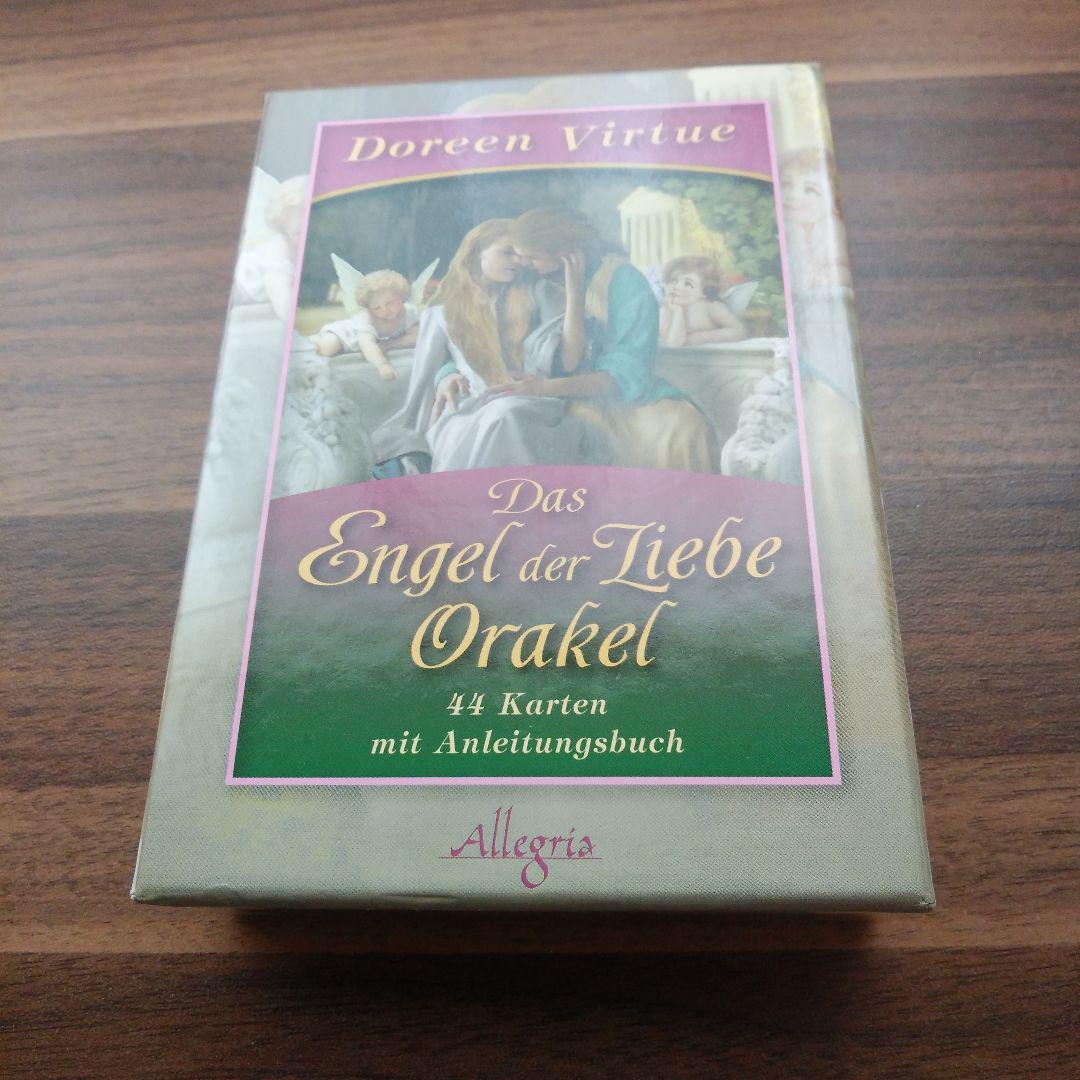 Doreen Virtue
Das
Engel der Liebe
Orakel
44 Karten
mit Anleitungsbuch
Allegria